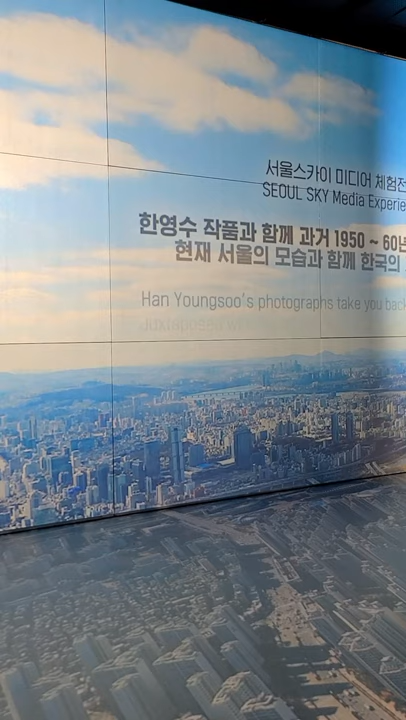 서울스카이 미디어 체험전
SEOUL SKY Media Experie
한영수 작품과 함께 과거 1950 ~ 60년
현재 서울의 모습과 함께 한국의
Han Youngsoo's photographs take you back